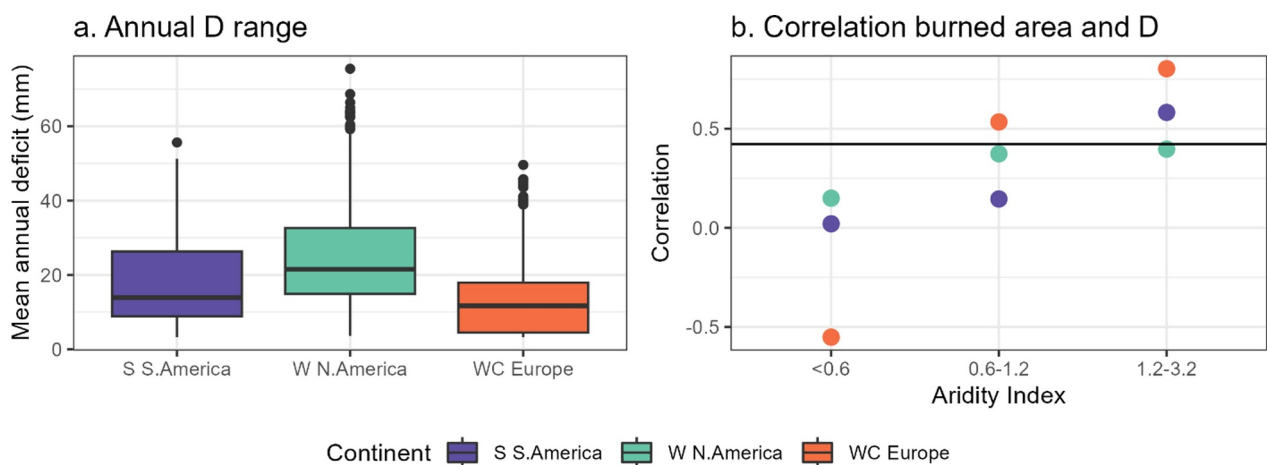 a. Annual D range
Mean annual deficit (mm)
60
40
20
0
S S.America
W N.America
WC Europe
b. Correlation burned area and D
Correlation
0.5
0.0
-0.5
<0.6
0.6-1.2
1.2-3.2
Aridity Index
Continent S S.America W N.America WC Europe